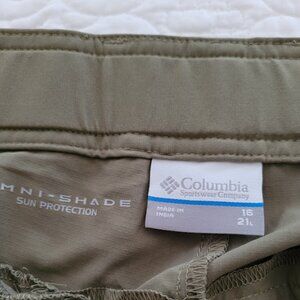 MNI-SHADE
SUN PROTECTION
Columbia
Sportswear Company
MADE IN
INDIA
16
21L